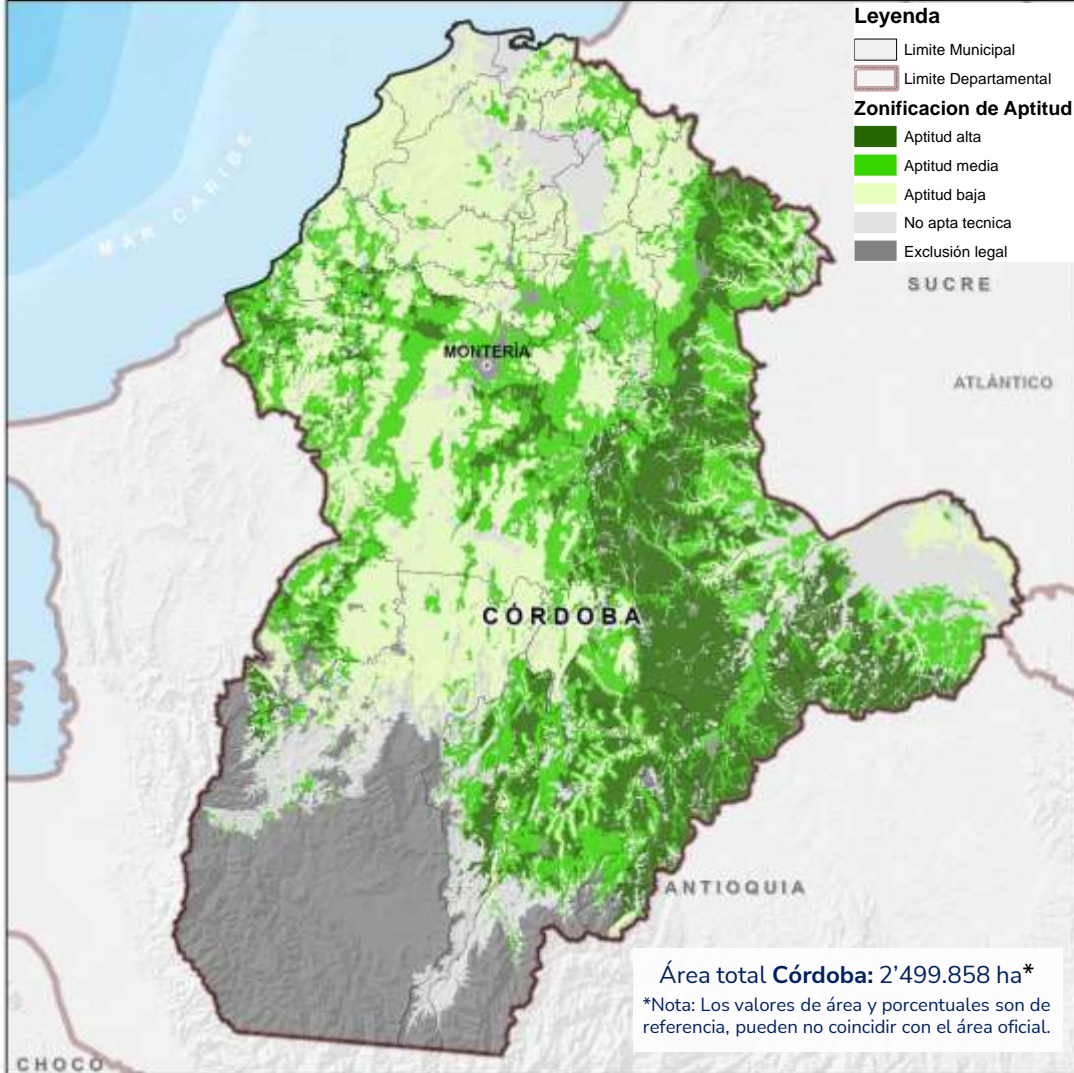 Leyenda
Limite Municipal
Limite Departamental
Zonificacion de Aptitud
Aptitud alta
Aptitud media
Aptitud baja
No apta tecnica
Exclusión legal
MAR CARIBE
SUCRE
MONTERÍA
ATLÁNTICO
CÓRDOBA
ANTIOQUIA
CHOCÓ
Área total Córdoba: 2’499.858 ha*
*Nota: Los valores de área y porcentuales son de
referencia, pueden no coincidir con el área oficial.